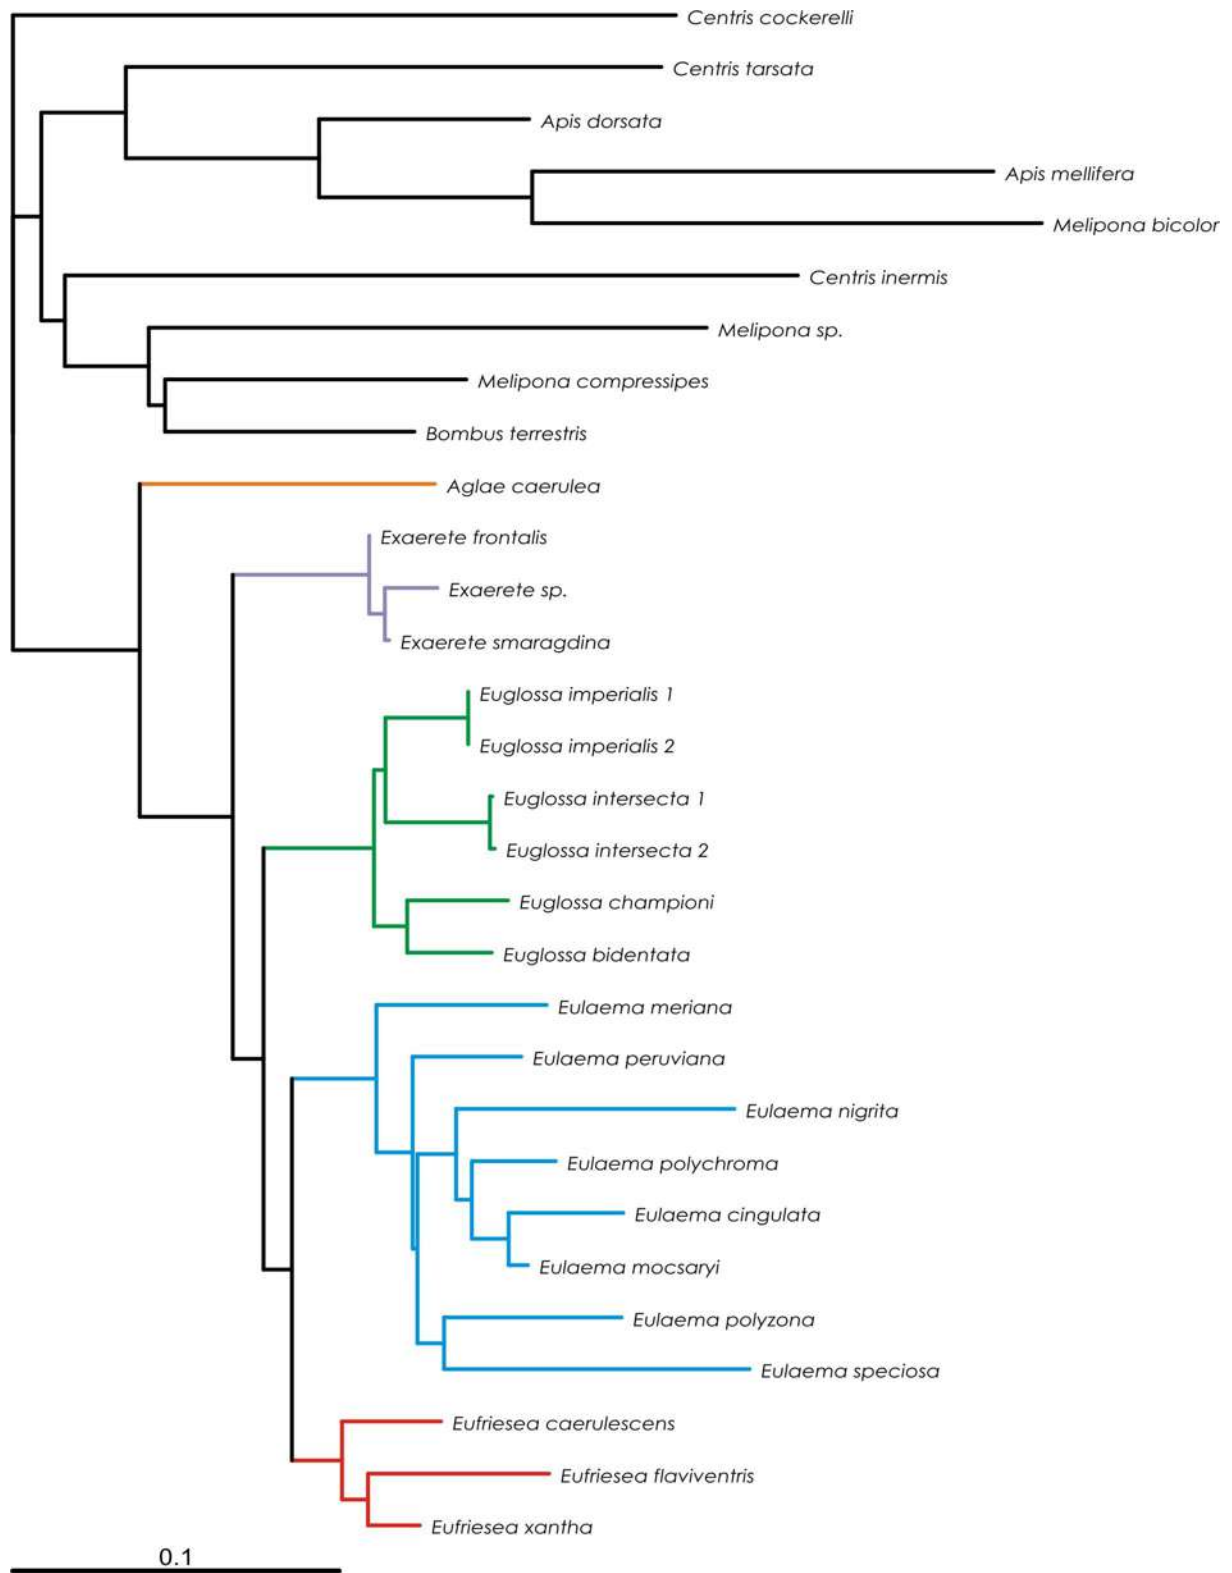 Centris cockerelli
Centris tarsata
Apis dorsata
Apis mellifera
Melipona bicolor
Centris inermis
Melipona sp.
Melipona compressipes
Bombus terrestris
Aglae caerulea
Exaerete frontalis
Exaerete sp.
Exaerete smaragdina
Euglossa imperialis 1
Euglossa imperialis 2
Euglossa intersecta 1
Euglossa intersecta 2
Euglossa championi
Euglossa bidentata
Eulaema meriana
Eulaema peruviana
Eulaema nigrita
Eulaema polychroma
Eulaema cingulata
Eulaema mocsaryi
Eulaema polyzona
Eulaema speciosa
Eufriesea caerulescens
Eufriesea flaviventris
Eufriesea xantha
0.1